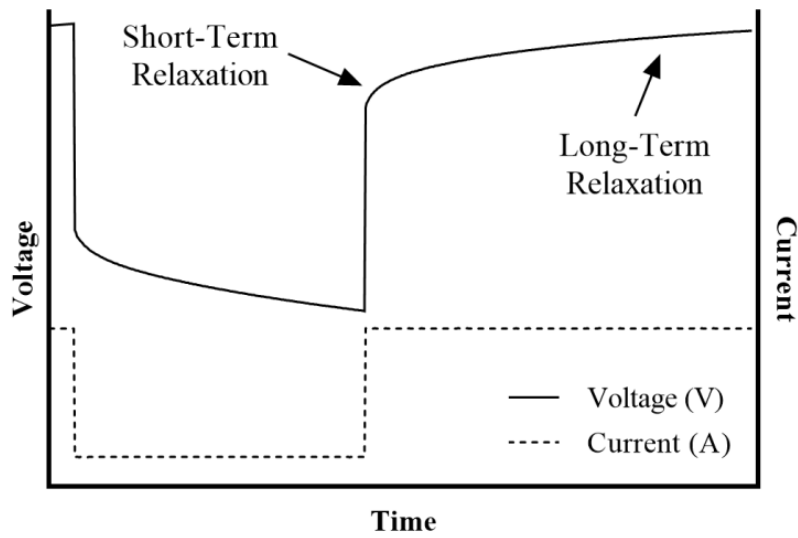 Short-Term
Relaxation
Long-Term
Relaxation
Voltage
Current
Voltage (V)
Current (A)
Time